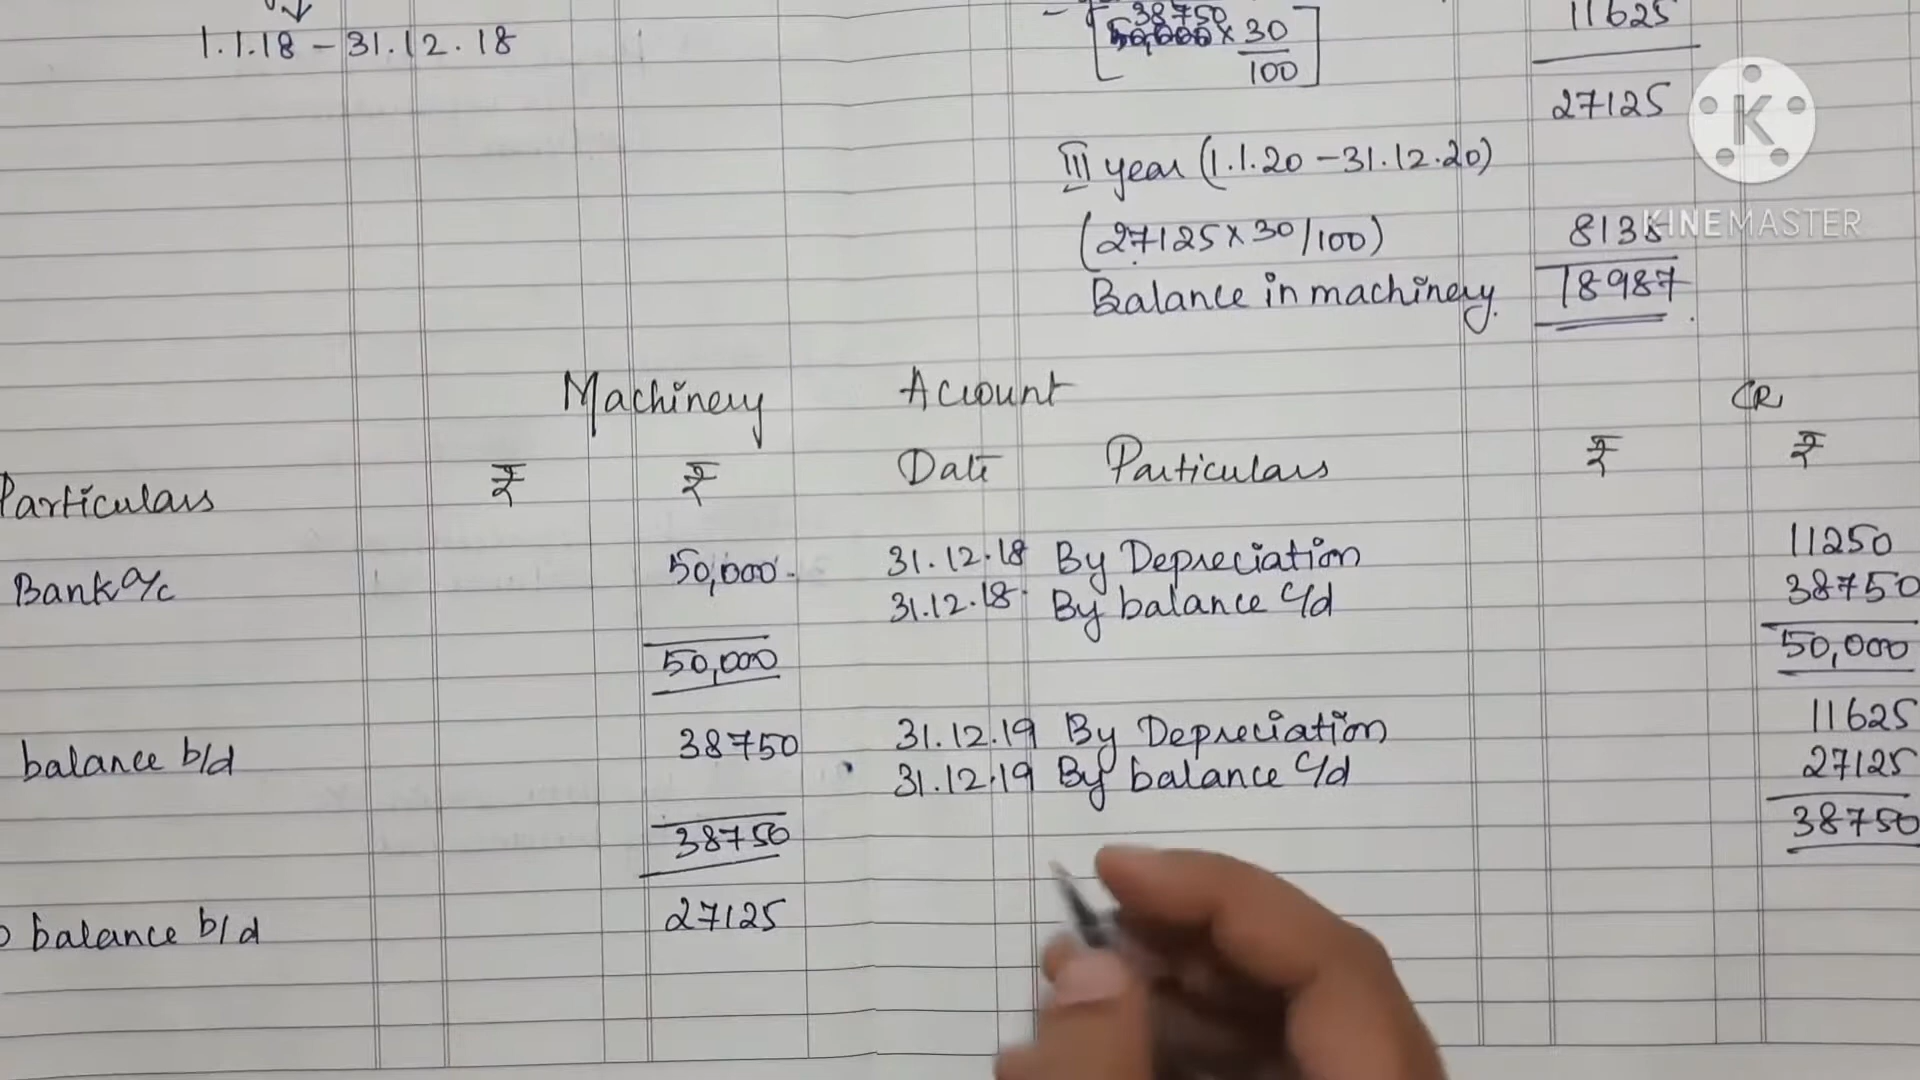 1.1.18 - 31.12.18
- [38750 × 30/100] 11625
27125
III year (1.1.20 - 31.12.20)
(27125 × 30/100) 8138
Balance in machinery 18987
K
KINEMASTER
Machinery Account CR
Particulars ₹ ₹ Date Particulars ₹ ₹
Bank a/c 50,000 31.12.18 By Depreciation 11250
31.12.18 By balance c/d 38750
50,000 50,000
balance b/d 38750 31.12.19 By Depreciation 11625
31.12.19 By balance c/d 27125
38750 38750
balance b/d 27125